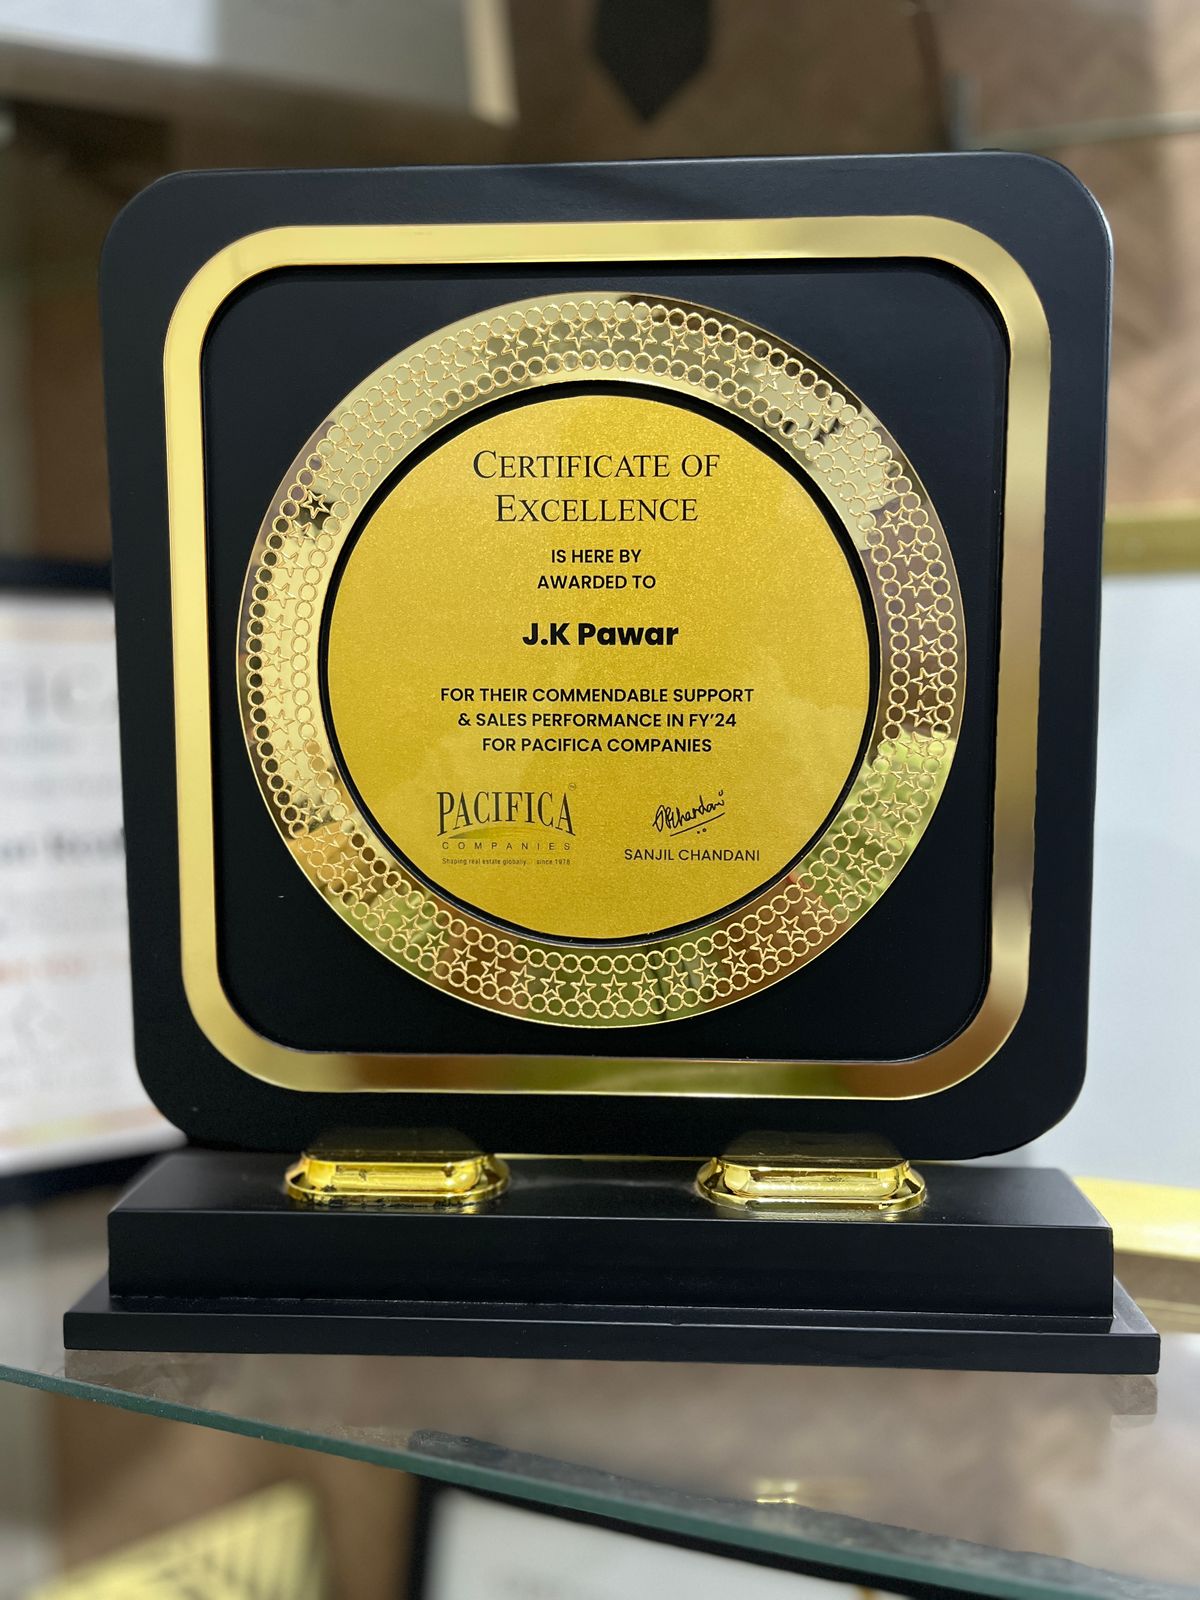 CERTIFICATE OF
EXCELLENCE
IS HERE BY
AWARDED TO
J.K Pawar
FOR THEIR COMMENDABLE SUPPORT
& SALES PERFORMANCE IN FY'24
FOR PACIFICA COMPANIES
PACIFICA™
COMPANIES
Shaping real estate globally... since 1978
SANJIL CHANDANI